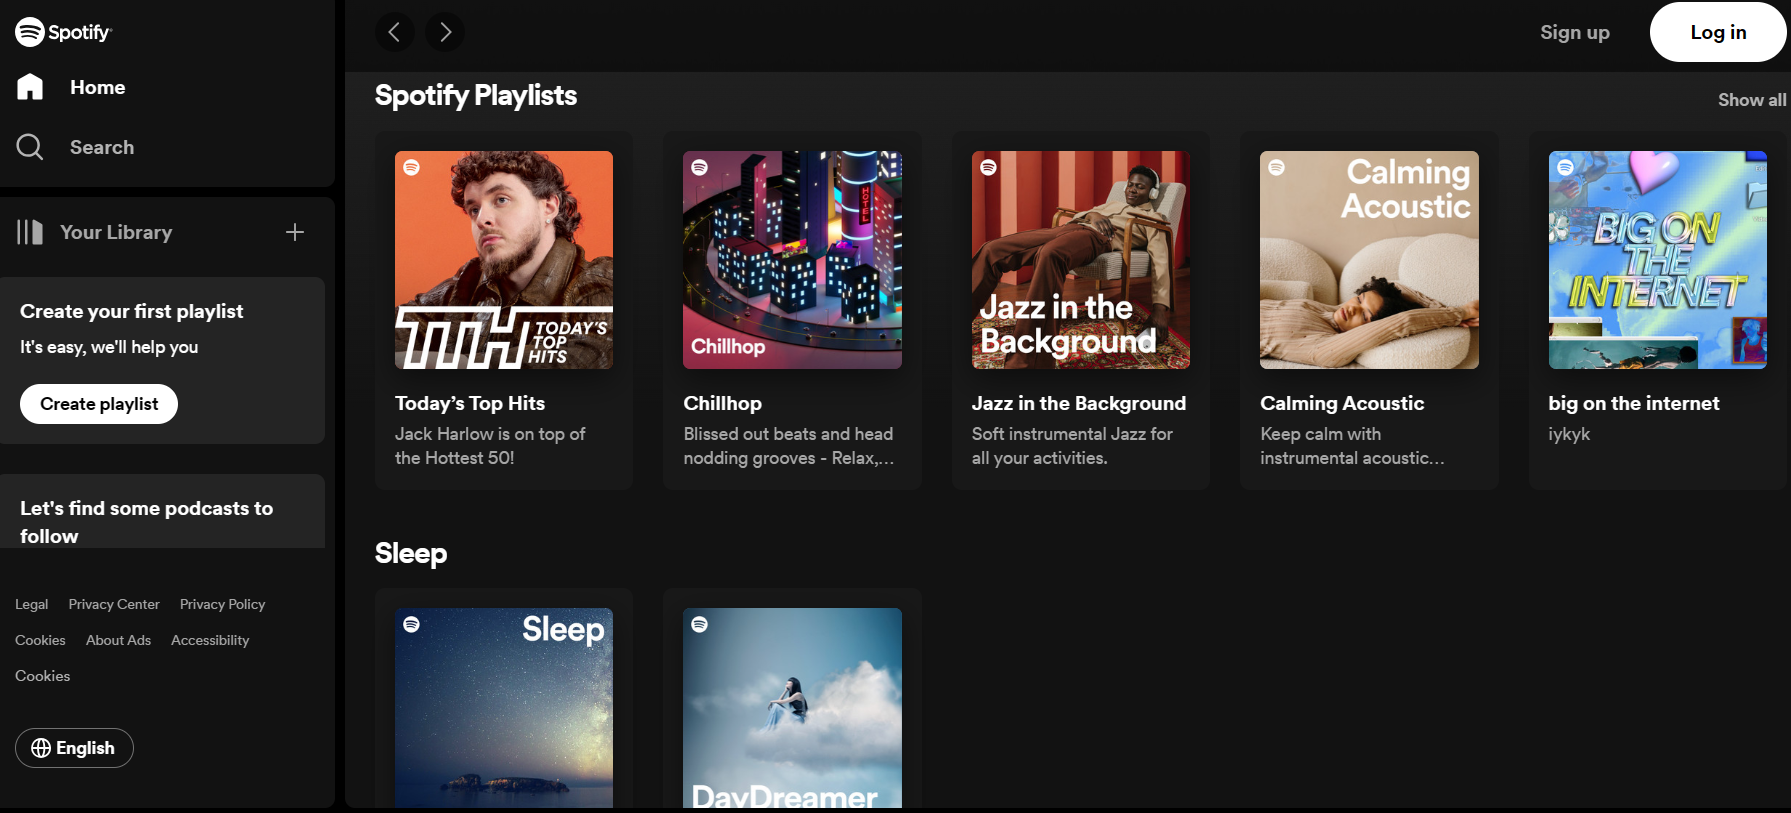 Spotify
Home
Search
Your Library
Create your first playlist
It's easy, we'll help you
Create playlist
Let's find some podcasts to
follow
Legal Privacy Center Privacy Policy
Cookies About Ads Accessibility
Cookies
English
Sign up Log in
Spotify Playlists
Show all
TTH TODAY'S
TOP
HITS
Today’s Top Hits
Jack Harlow is on top of
the Hottest 50!
HOTEL
Chillhop
Chillhop
Blissed out beats and head
nodding grooves - Relax,...
Jazz in the
Background
Jazz in the Background
Soft instrumental Jazz for
all your activities.
Calming
Acoustic
Calming Acoustic
Keep calm with
instrumental acoustic...
BIG ON
THE
INTERNET
big on the internet
iykyk
Sleep
Sleep
DayDreamer